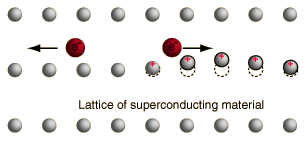 e⁻ e⁻
+ + + + +
Lattice of superconducting material